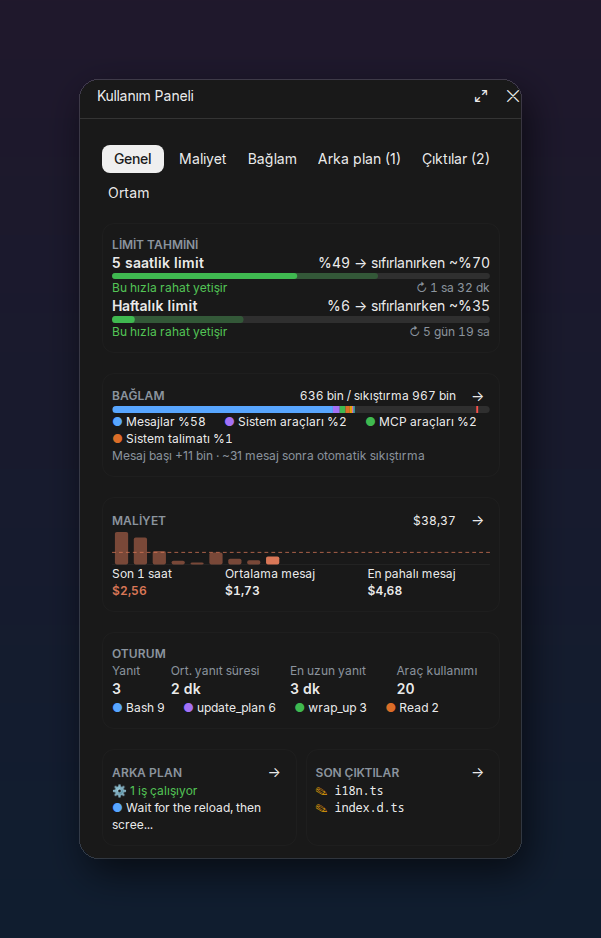 Kullanım Paneli
Genel Maliyet Bağlam Arka plan (1) Çıktılar (2)
Ortam
LİMİT TAHMİNİ
5 saatlik limit %49 → sıfırlanırken ~%70
Bu hızla rahat yetişir ↻ 1 sa 32 dk
Haftalık limit %6 → sıfırlanırken ~%35
Bu hızla rahat yetişir ↻ 5 gün 19 sa
BAĞLAM 636 bin / sıkıştırma 967 bin →
Mesajlar %58 Sistem araçları %2 MCP araçları %2
Sistem talimatı %1
Mesaj başı +11 bin · ~31 mesaj sonra otomatik sıkıştırma
MALİYET $38,37 →
Son 1 saat Ortalama mesaj En pahalı mesaj
$2,56 $1,73 $4,68
OTURUM
Yanıt Ort. yanıt süresi En uzun yanıt Araç kullanımı
3 2 dk 3 dk 20
Bash 9 update_plan 6 wrap_up 3 Read 2
ARKA PLAN →
⚙️ 1 iş çalışıyor
Wait for the reload, then
scree...
SON ÇIKTILAR →
✎ i18n.ts
✎ index.d.ts